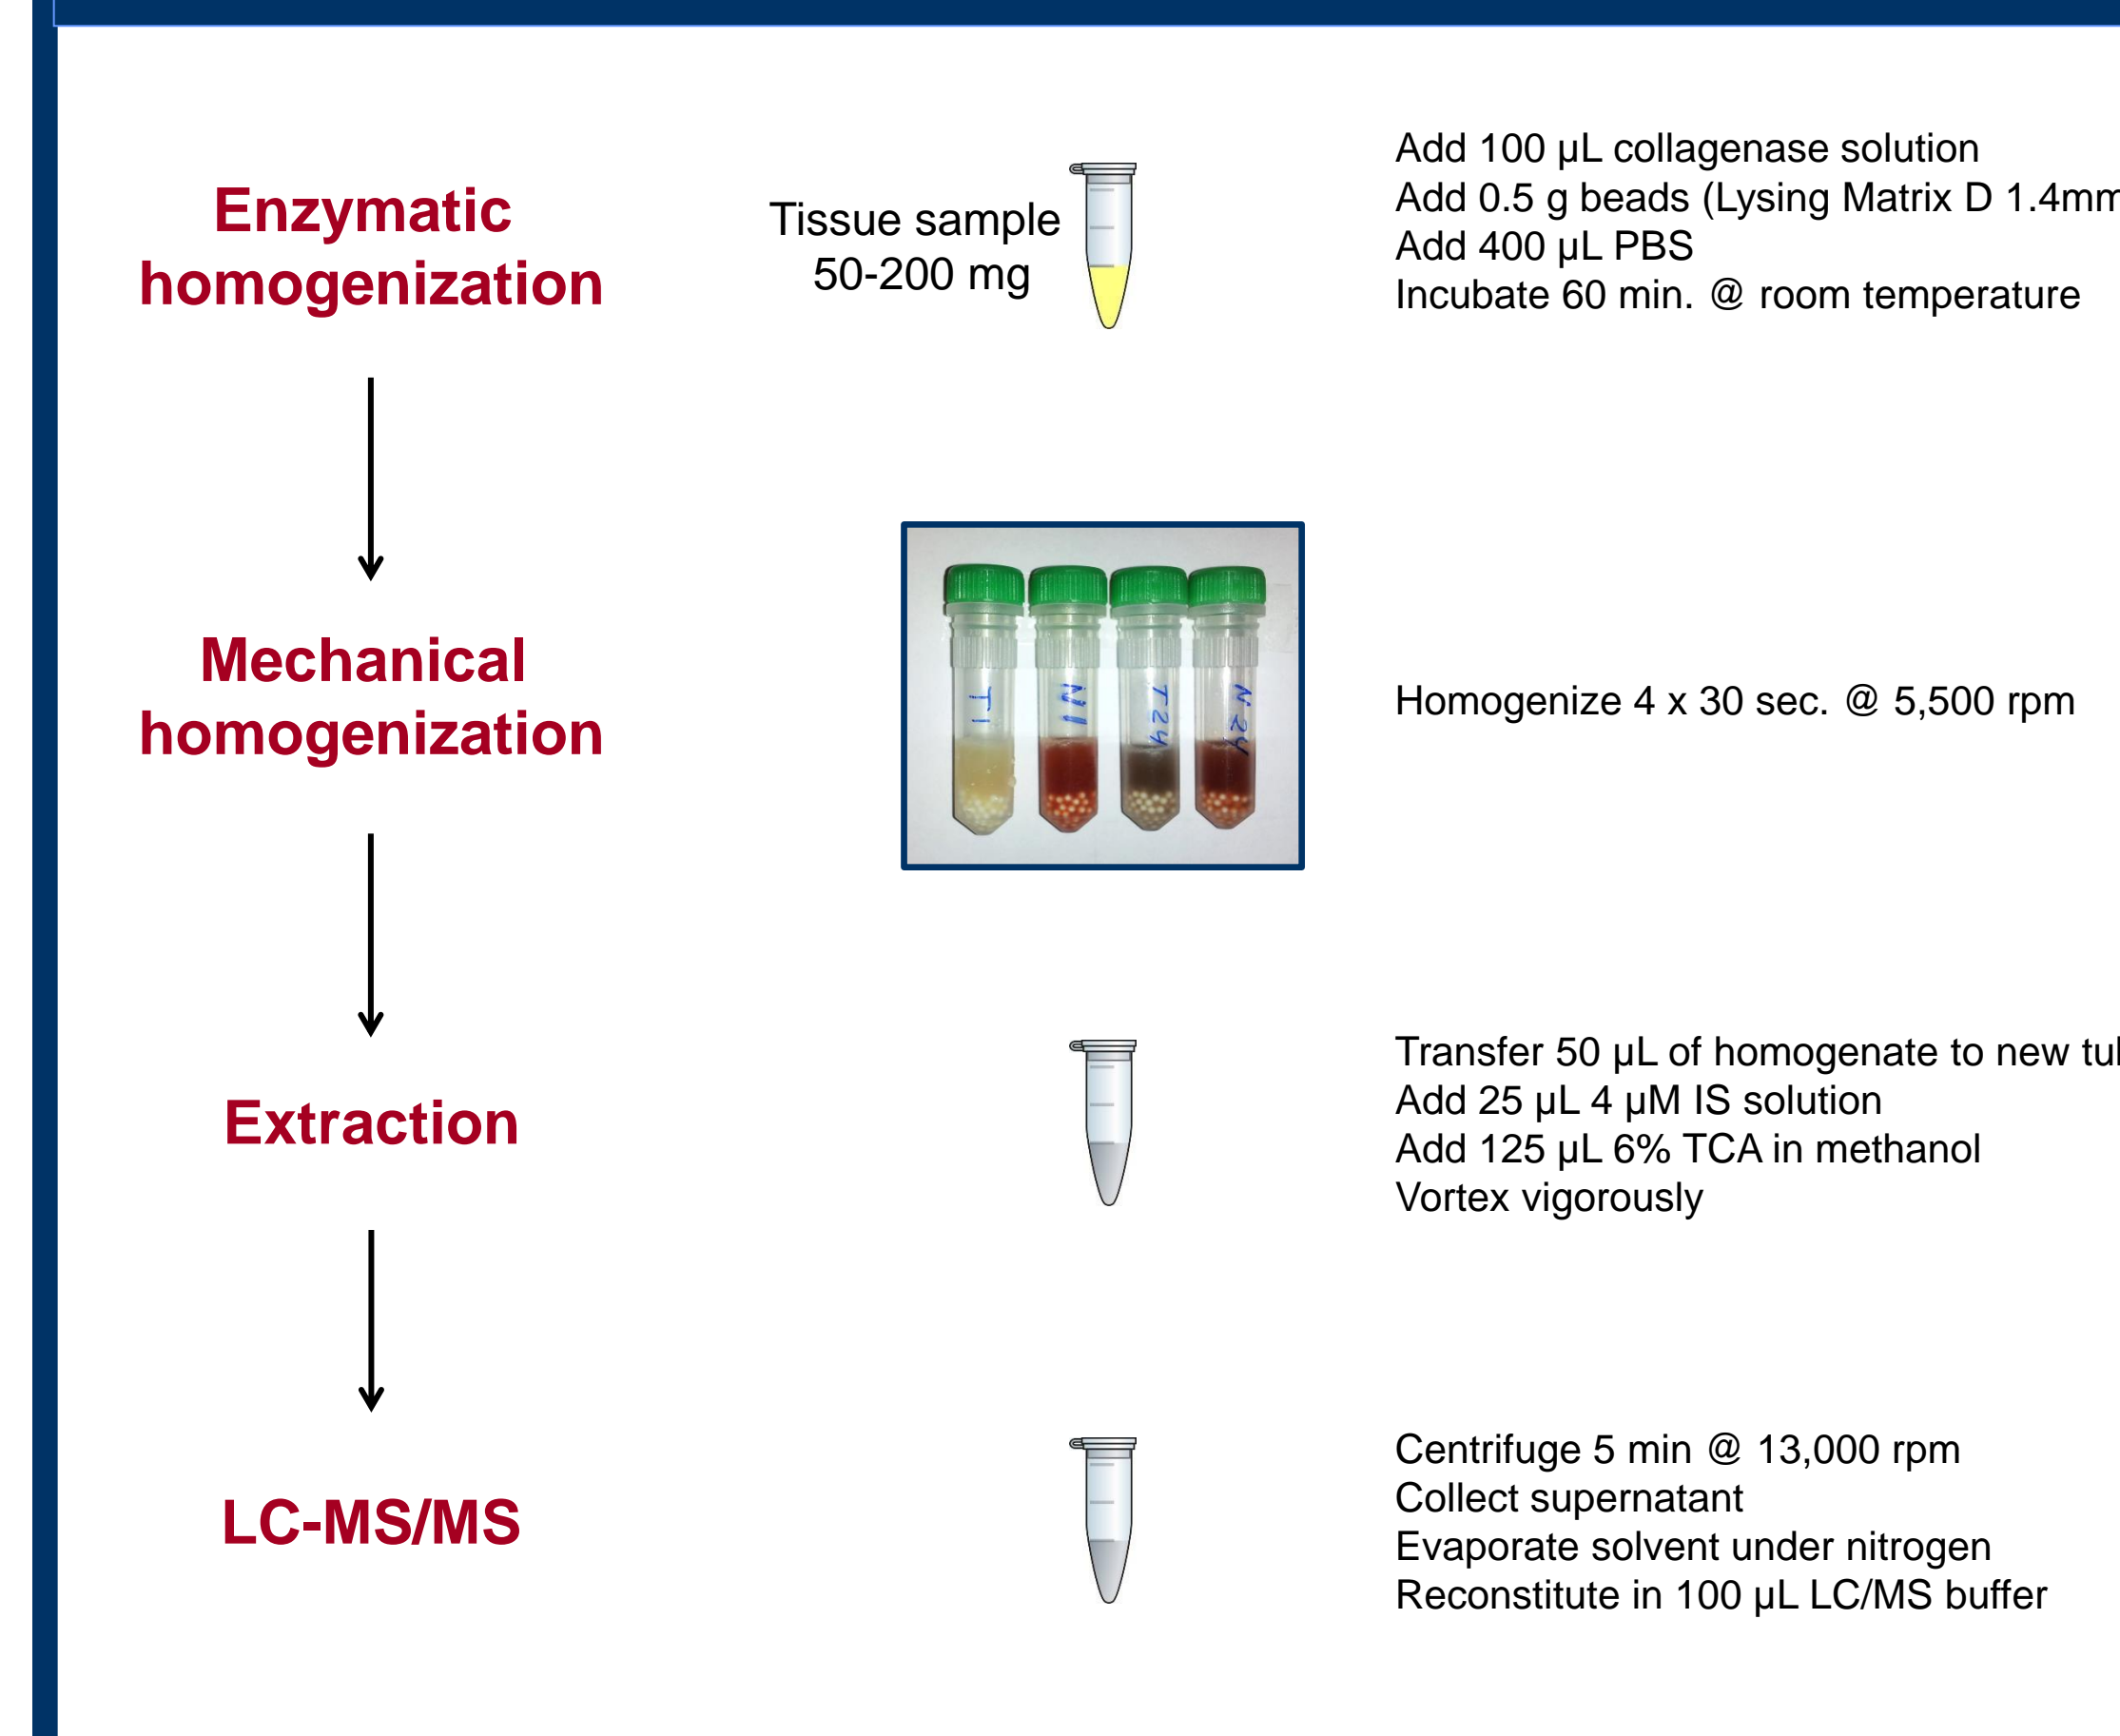 Enzymatic
homogenization
Tissue sample
50-200 mg
Add 100 µL collagenase solution
Add 0.5 g beads (Lysing Matrix D 1.4mm
Add 400 µL PBS
Incubate 60 min. @ room temperature
Mechanical
homogenization
T1
N1
T24
N24
Homogenize 4 x 30 sec. @ 5,500 rpm
Extraction
Transfer 50 µL of homogenate to new
Add 25 µL 4 µM IS solution
Add 125 µL 6% TCA in methanol
Vortex vigorously
LC-MS/MS
Centrifuge 5 min @ 13,000 rpm
Collect supernatant
Evaporate solvent under nitrogen
Reconstitute in 100 µL LC/MS buffer